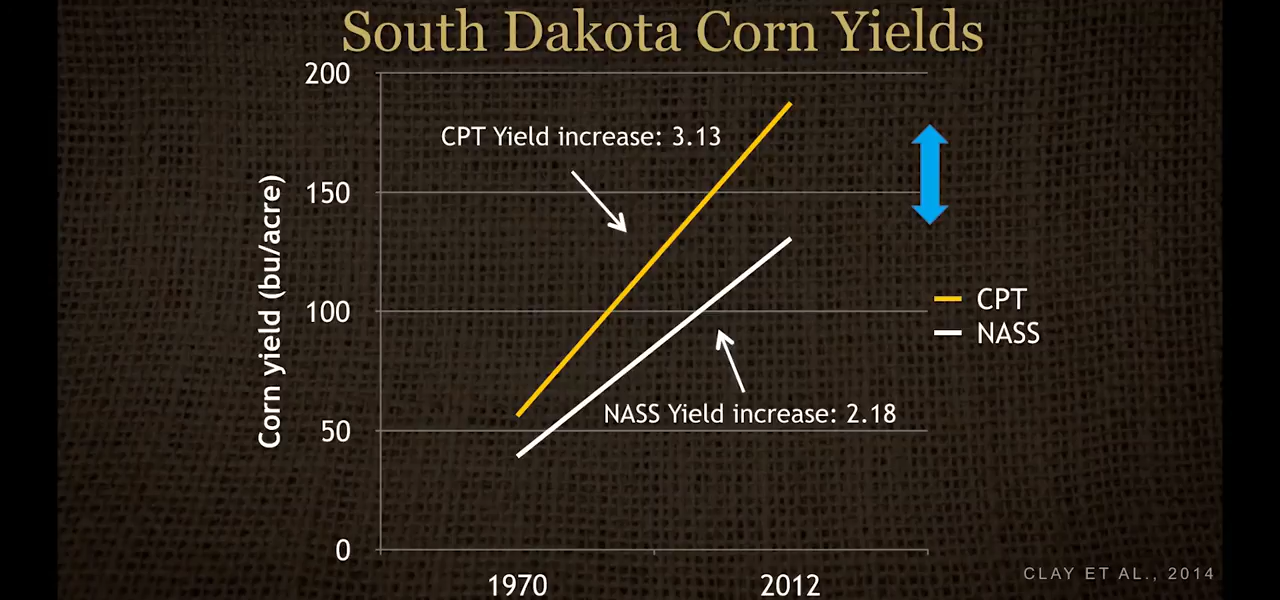 South Dakota Corn Yields
200
CPT Yield increase: 3.13
150
Corn yield (bu/acre)
100
CPT
NASS
NASS Yield increase: 2.18
50
0
1970
2012
CLAY ET AL., 2014